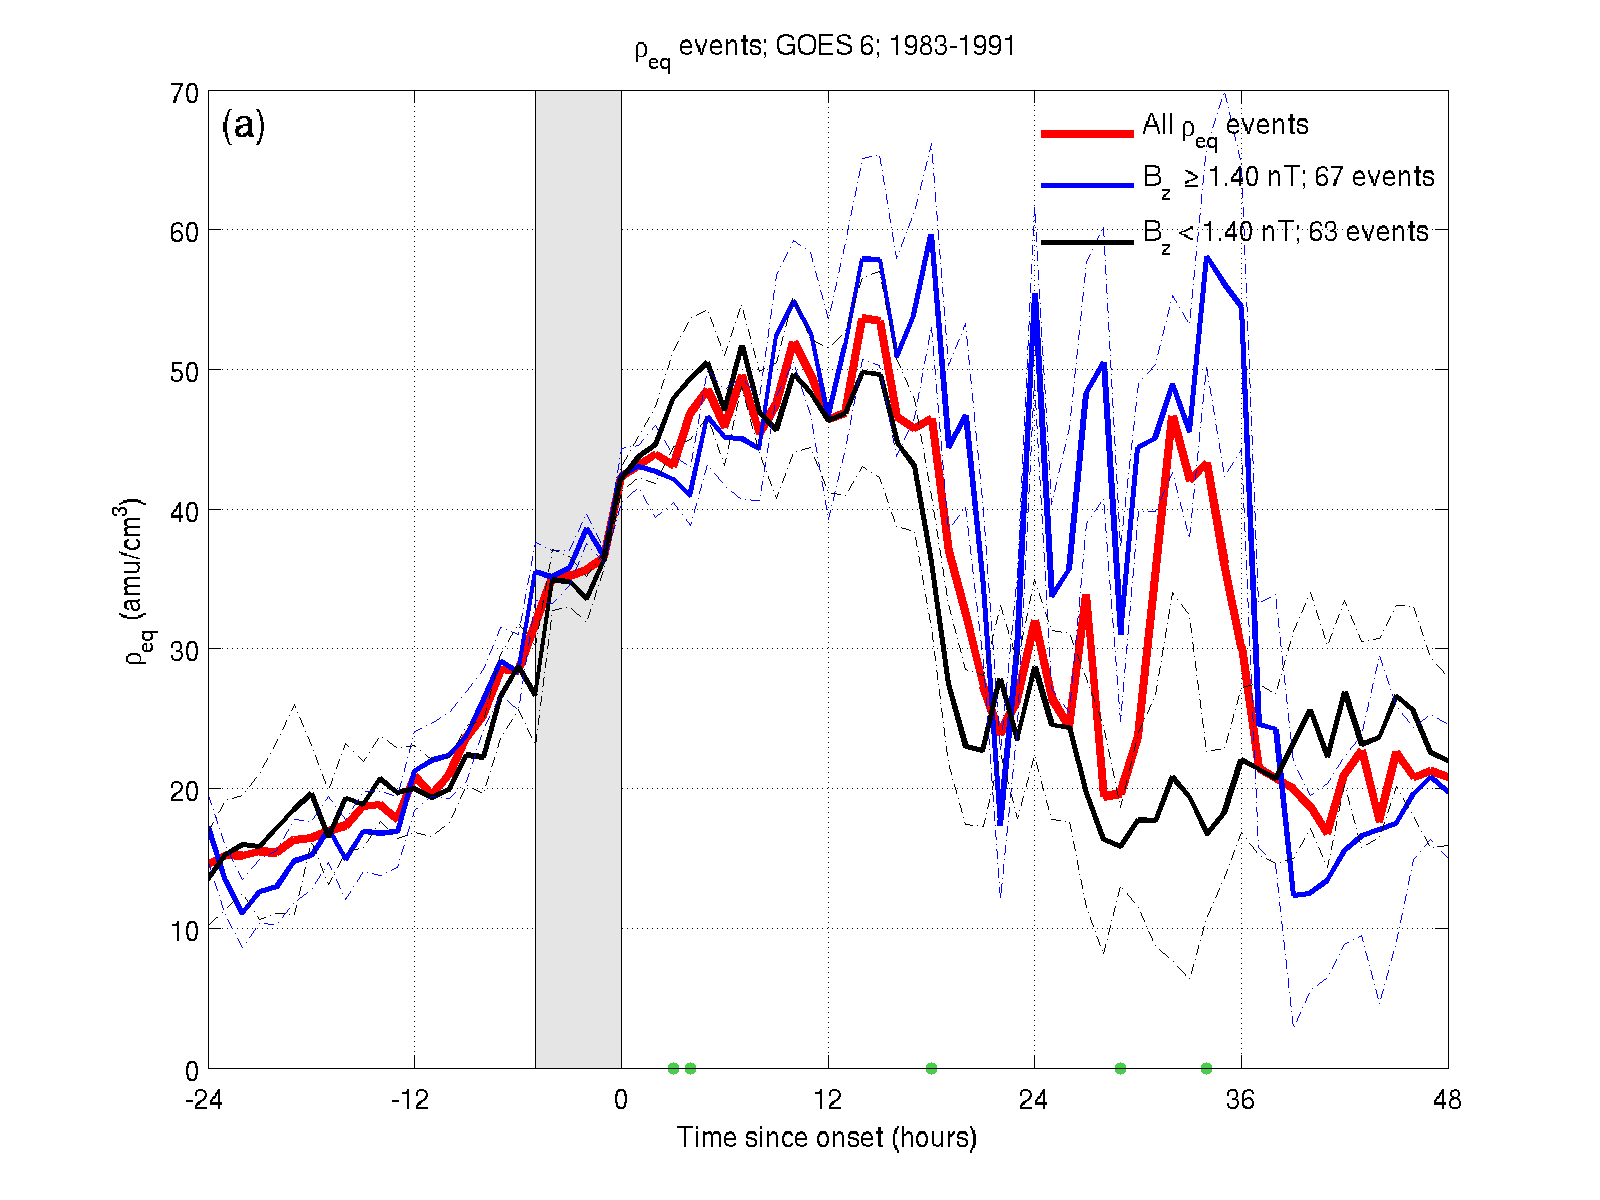 ρeq events; GOES 6; 1983-1991
(a)
All ρeq events
Bz ≥ 1.40 nT; 67 events
Bz < 1.40 nT; 63 events
70
60
50
40
30
20
10
0
ρeq (amu/cm³)
-24 -12 0 12 24 36 48
Time since onset (hours)